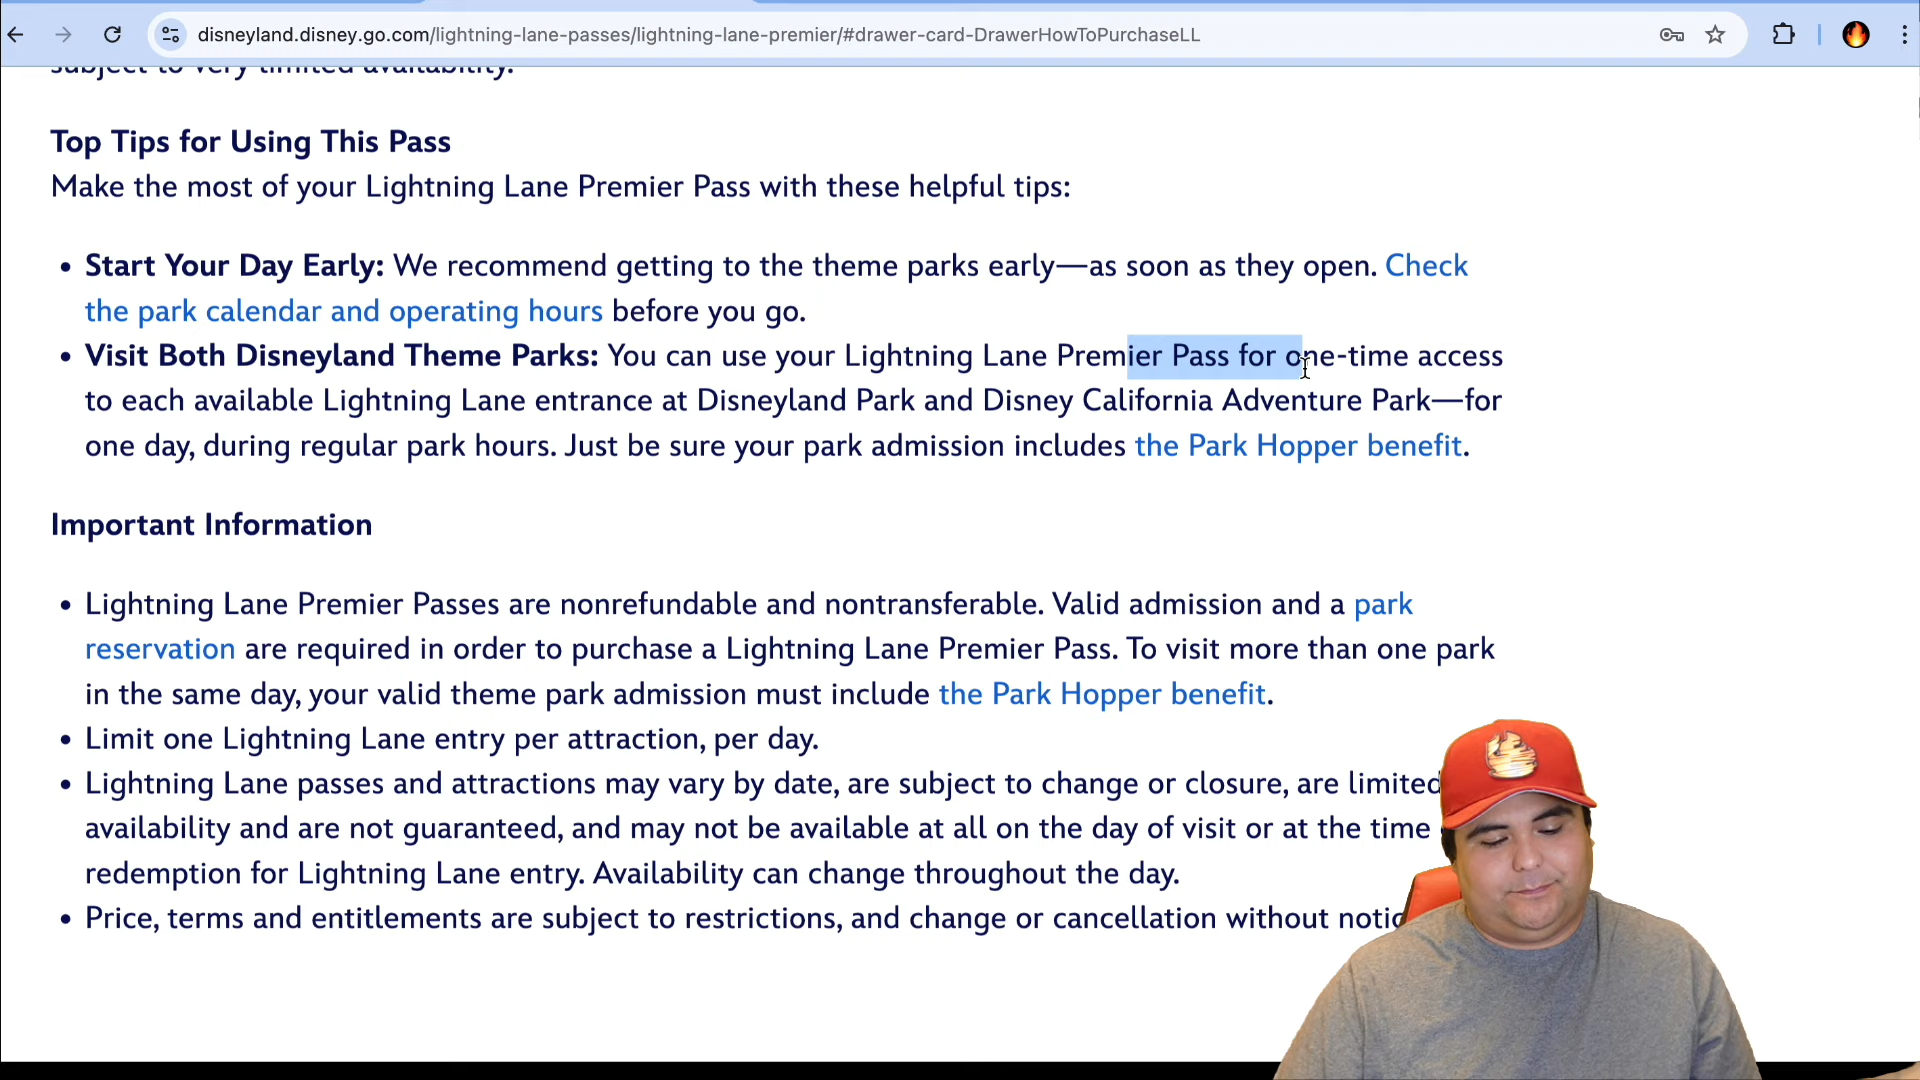 disneyland.disney.go.com/lightning-lane-passes/lightning-lane-premier/#drawer-card-DrawerHowToPurchaseLL
subject to very limited availability.
Top Tips for Using This Pass
Make the most of your Lightning Lane Premier Pass with these helpful tips:
• Start Your Day Early: We recommend getting to the theme parks early—as soon as they open. Check
the park calendar and operating hours before you go.
• Visit Both Disneyland Theme Parks: You can use your Lightning Lane Premier Pass for one-time access
to each available Lightning Lane entrance at Disneyland Park and Disney California Adventure Park—for
one day, during regular park hours. Just be sure your park admission includes the Park Hopper benefit.
Important Information
• Lightning Lane Premier Passes are nonrefundable and nontransferable. Valid admission and a park
reservation are required in order to purchase a Lightning Lane Premier Pass. To visit more than one park
in the same day, your valid theme park admission must include the Park Hopper benefit.
• Limit one Lightning Lane entry per attraction, per day.
• Lightning Lane passes and attractions may vary by date, are subject to change or closure, are limited
availability and are not guaranteed, and may not be available at all on the day of visit or at the time
redemption for Lightning Lane entry. Availability can change throughout the day.
• Price, terms and entitlements are subject to restrictions, and change or cancellation without notic